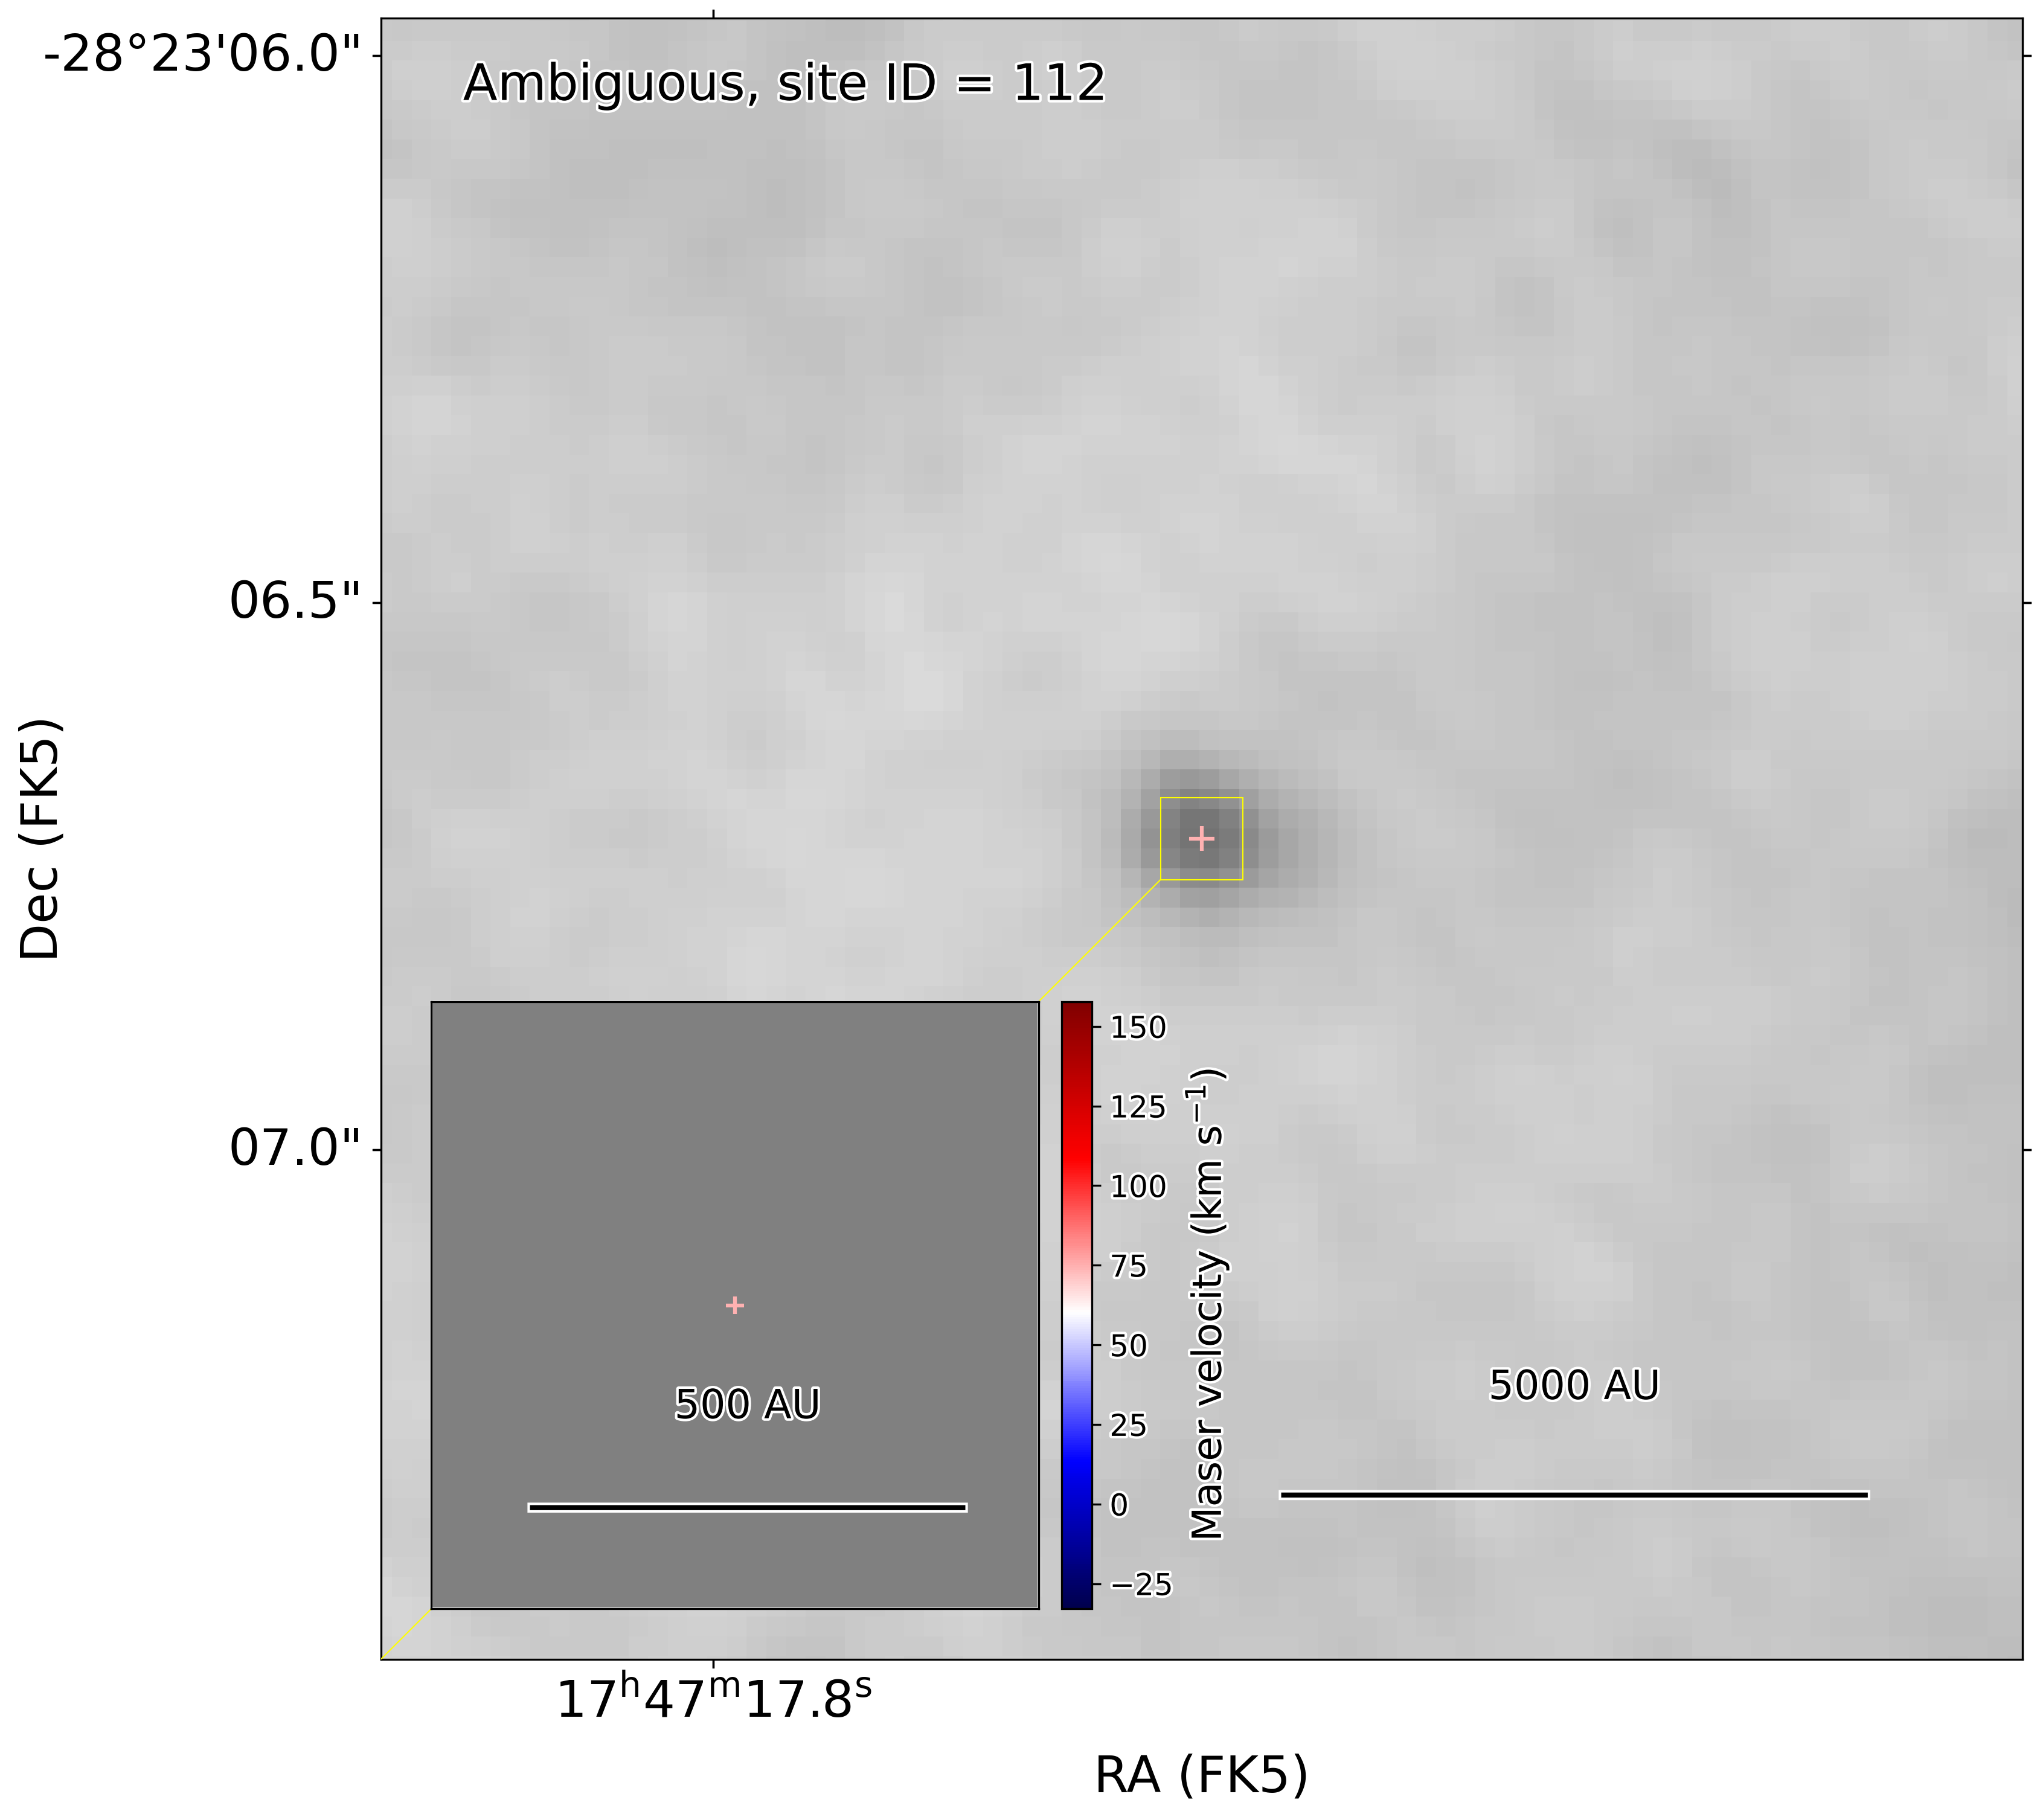 -28°23'06.0"
Ambiguous, site ID = 112
06.5"
Dec (FK5)
07.0"
150
125
100
75
50
25
0
−25
Maser velocity (km s⁻¹)
500 AU
5000 AU
17ʰ47ᵐ17.8ˢ
RA (FK5)